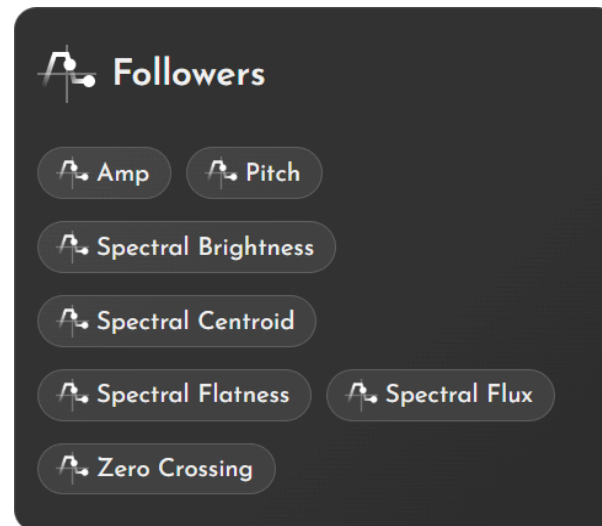 Followers
Amp Pitch
Spectral Brightness
Spectral Centroid
Spectral Flatness Spectral Flux
Zero Crossing